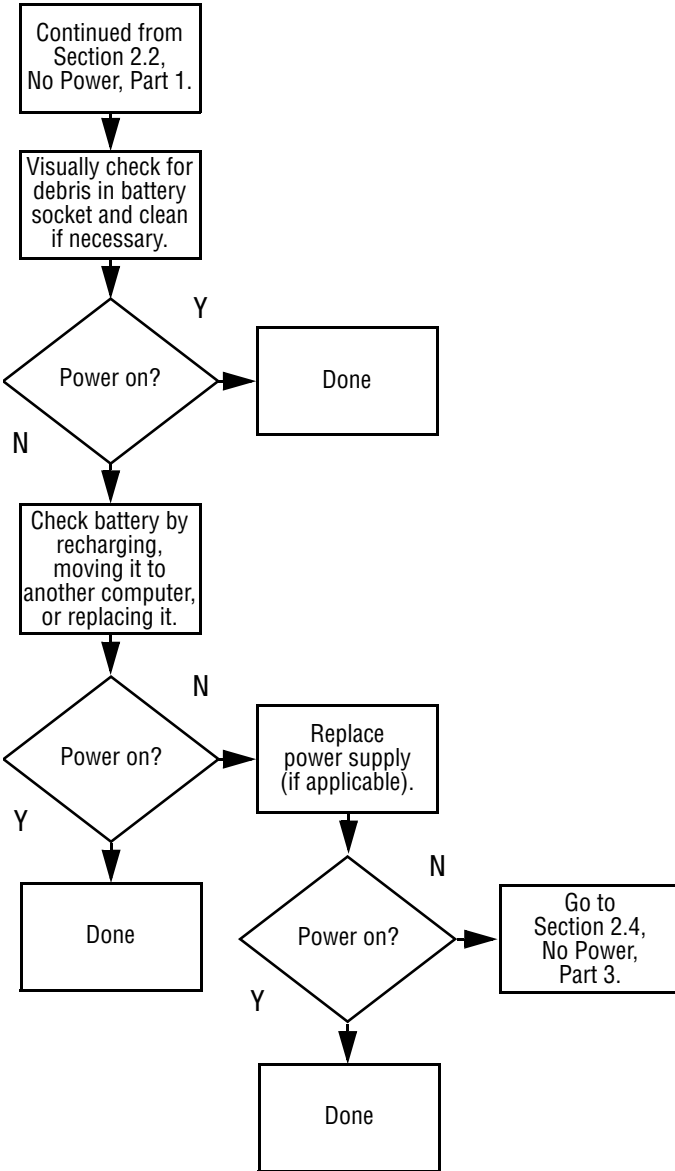 Continued from
Section 2.2,
No Power, Part 1.
Visually check for
debris in battery
socket and clean
if necessary.
Y
Power on?
Done
N
Check battery by
recharging,
moving it to
another computer,
or replacing it.
N
Power on?
Replace
power supply
(if applicable).
Y
Done
N
Power on?
Go to
Section 2.4,
No Power,
Part 3.
Y
Done